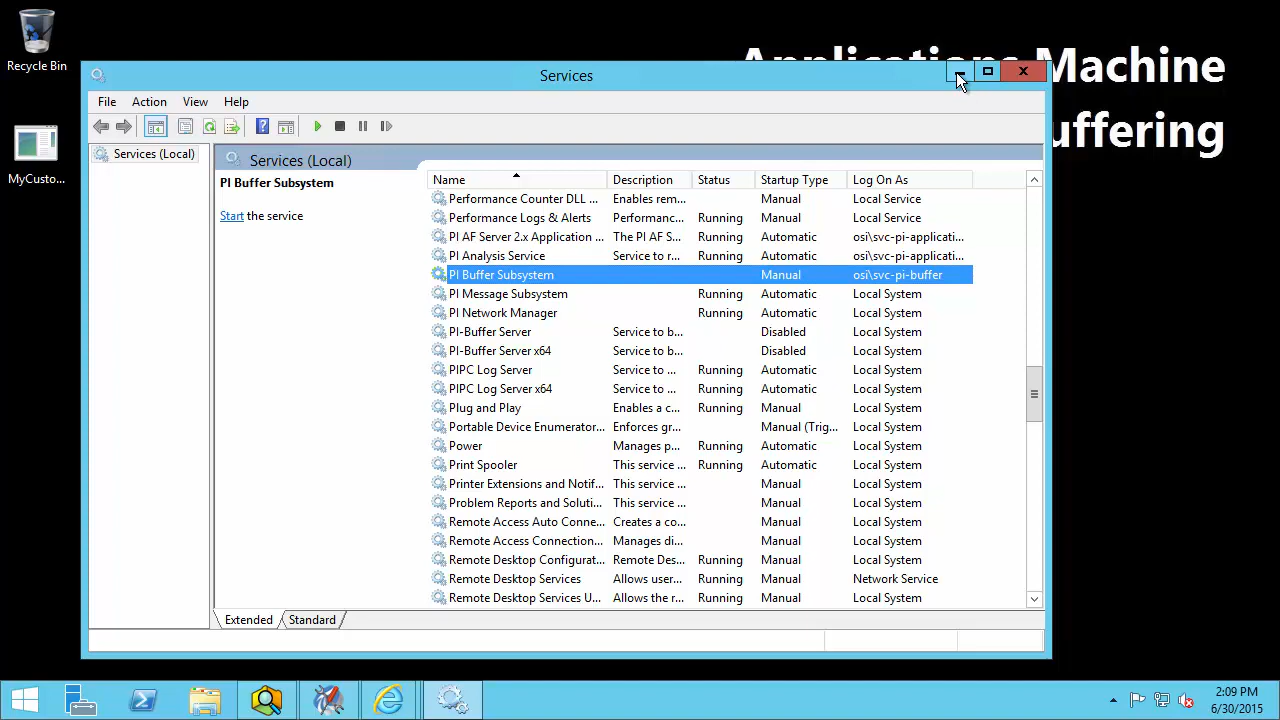 Recycle Bin
MyCusto...
Applications Machine
uffering
Services
File Action View Help
Services (Local)
Services (Local)
PI Buffer Subsystem
Start the service
Name Description Status Startup Type Log On As
Performance Counter DLL ... Enables rem... Manual Local Service
Performance Logs & Alerts Performanc... Running Manual Local Service
PI AF Server 2.x Application ... The PI AF S... Running Automatic osi\svc-pi-applicati...
PI Analysis Service Service to r... Running Automatic osi\svc-pi-applicati...
PI Buffer Subsystem Manual osi\svc-pi-buffer
PI Message Subsystem Running Automatic Local System
PI Network Manager Running Automatic Local System
PI-Buffer Server Service to b... Disabled Local System
PI-Buffer Server x64 Service to b... Disabled Local System
PIPC Log Server Service to ... Running Automatic Local System
PIPC Log Server x64 Service to ... Running Automatic Local System
Plug and Play Enables a c... Running Manual Local System
Portable Device Enumerator... Enforces gr... Manual (Trig... Local System
Power Manages p... Running Automatic Local System
Print Spooler This service ... Running Automatic Local System
Printer Extensions and Notif... This service ... Manual Local System
Problem Reports and Soluti... This service ... Manual Local System
Remote Access Auto Conne... Creates a co... Manual Local System
Remote Access Connection... Manages di... Manual Local System
Remote Desktop Configurat... Remote Des... Running Manual Local System
Remote Desktop Services Allows user... Running Manual Network Service
Remote Desktop Services U... Allows the r... Running Manual Local System
Extended Standard
2:09 PM
6/30/2015